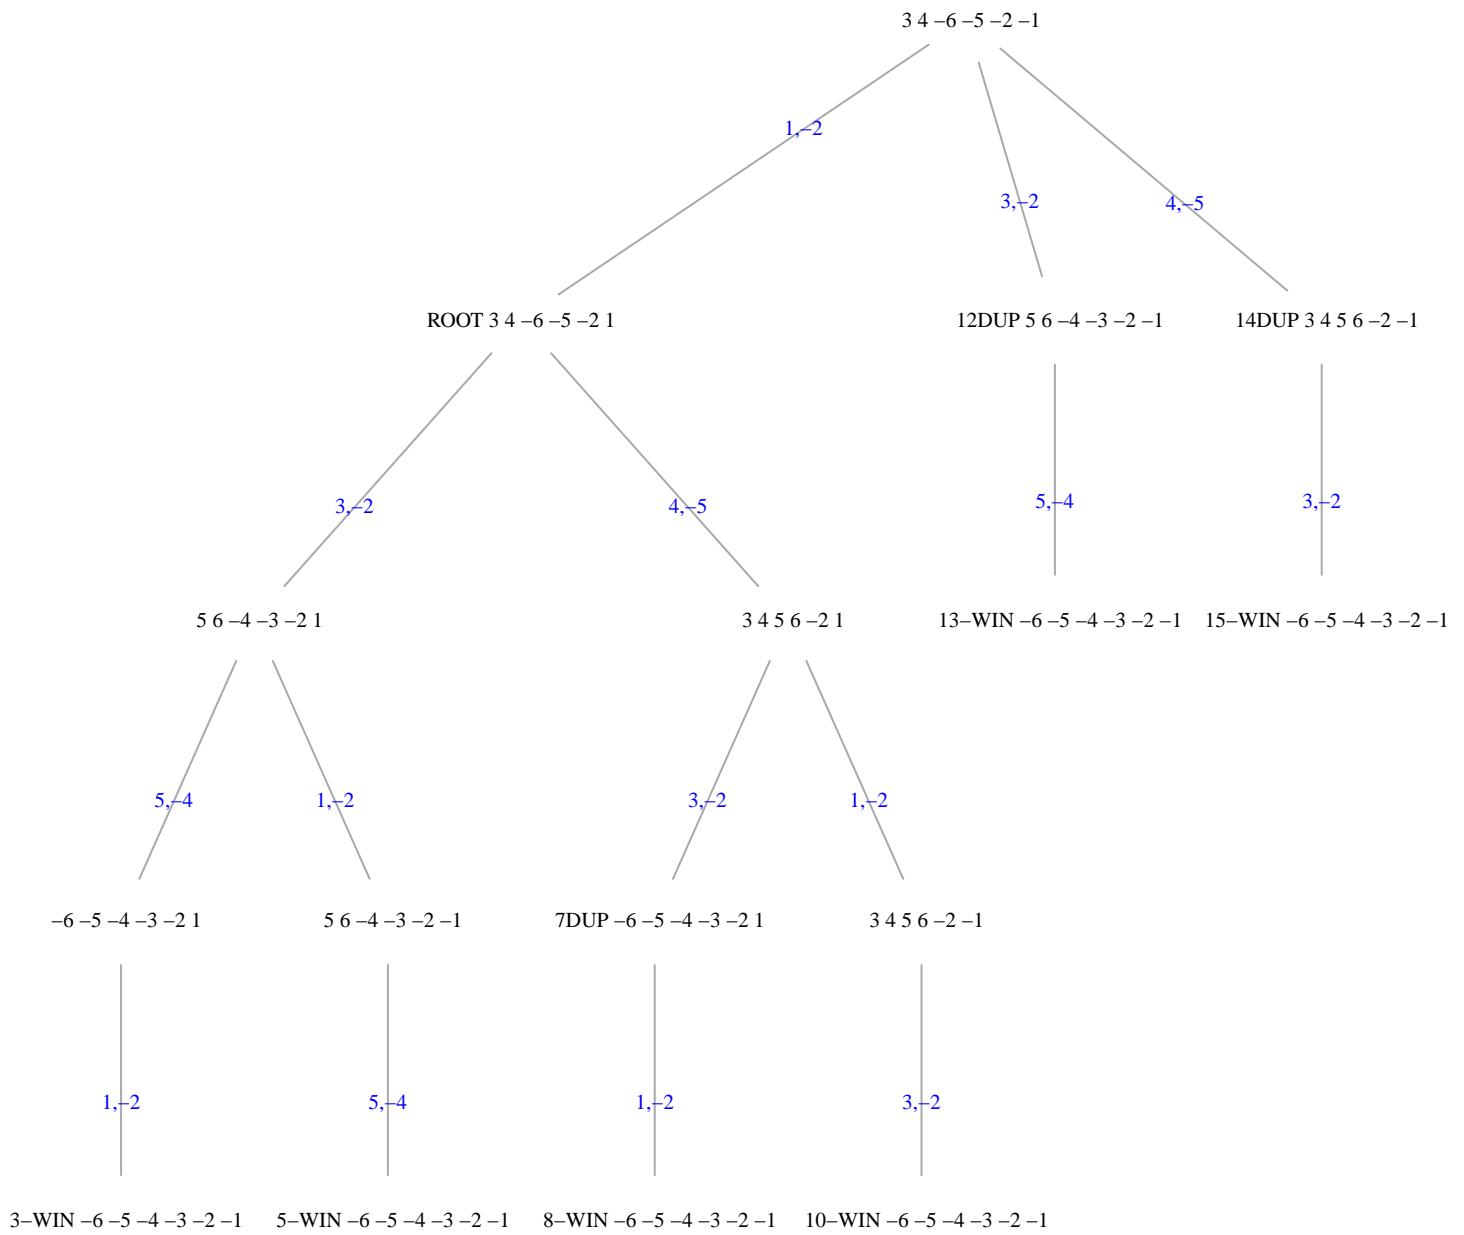 3 4 –6 –5 –2 –1
1,–2
3,–2
4,–5
ROOT 3 4 –6 –5 –2 1
12DUP 5 6 –4 –3 –2 –1
14DUP 3 4 5 6 –2 –1
3,–2
4,–5
5,–4
3,–2
5 6 –4 –3 –2 1
3 4 5 6 –2 1
13–WIN –6 –5 –4 –3 –2 –1
15–WIN –6 –5 –4 –3 –2 –1
5,–4
1,–2
3,–2
1,–2
–6 –5 –4 –3 –2 1
5 6 –4 –3 –2 –1
7DUP –6 –5 –4 –3 –2 1
3 4 5 6 –2 –1
1,–2
5,–4
1,–2
3,–2
3–WIN –6 –5 –4 –3 –2 –1
5–WIN –6 –5 –4 –3 –2 –1
8–WIN –6 –5 –4 –3 –2 –1
10–WIN –6 –5 –4 –3 –2 –1